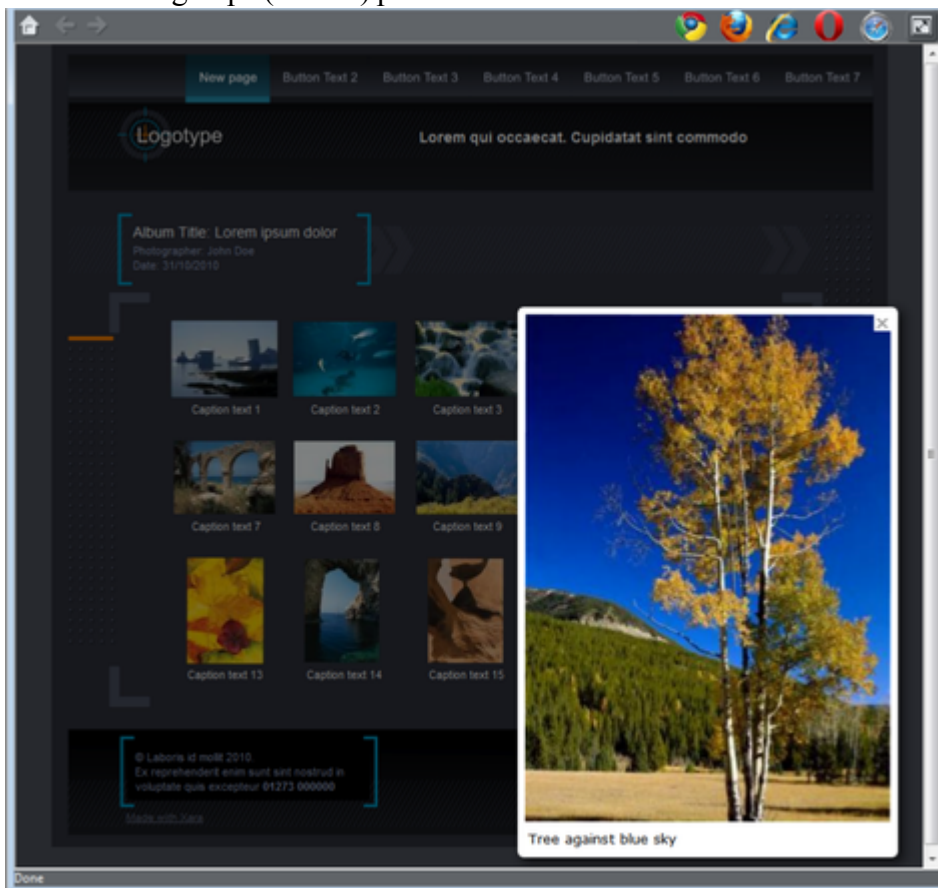 New page Button Text 2 Button Text 3 Button Text 4 Button Text 5 Button Text 6 Button Text 7
Logotype
Lorem qui occaecat. Cupidatat sint commodo
Album Title: Lorem ipsum dolor
Photographer: John Doe
Date: 31/10/2010
Caption text 1 Caption text 2 Caption text 3
Caption text 7 Caption text 8 Caption text 9
Caption text 13 Caption text 14 Caption text 15
Tree against blue sky
© Laboris id mollit 2010.
Ex reprehenderit enim sunt sint nostrud in
voluptate quis excepteur 01273 000000
Made with Xara
Done